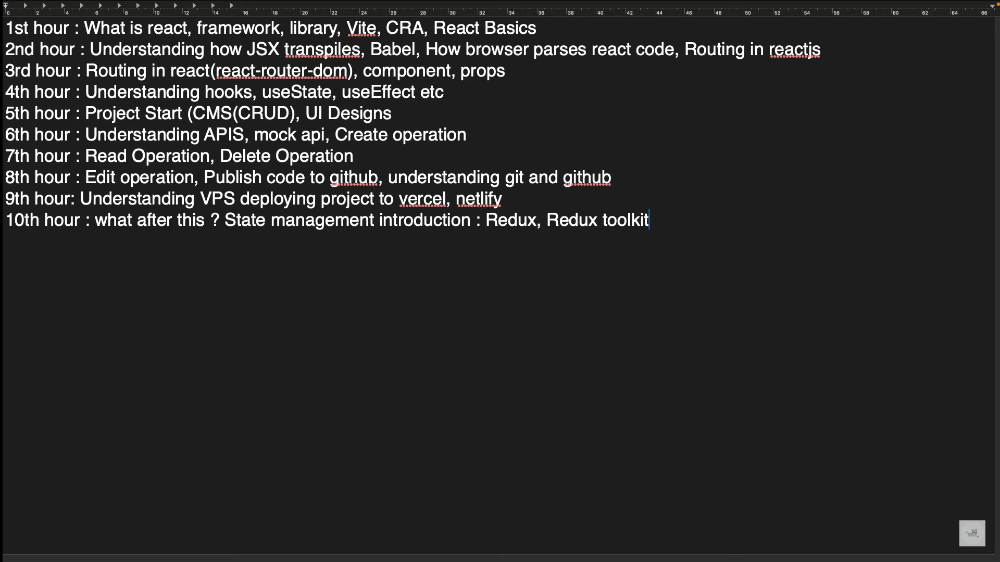 0 2 4 6 8 10 12 14 16 18 20 22 24 26 28 30 32 34 36 38 40 42 44 46 48 50 52 54 56 58 60 62 64 66
1st hour : What is react, framework, library, Vite, CRA, React Basics
2nd hour : Understanding how JSX transpiles, Babel, How browser parses react code, Routing in reactjs
3rd hour : Routing in react(react-router-dom), component, props
4th hour : Understanding hooks, useState, useEffect etc
5th hour : Project Start (CMS(CRUD), UI Designs
6th hour : Understanding APIS, mock api, Create operation
7th hour : Read Operation, Delete Operation
8th hour : Edit operation, Publish code to github, understanding git and github
9th hour: Understanding VPS deploying project to vercel, netlify
10th hour : what after this ? State management introduction : Redux, Redux toolkit